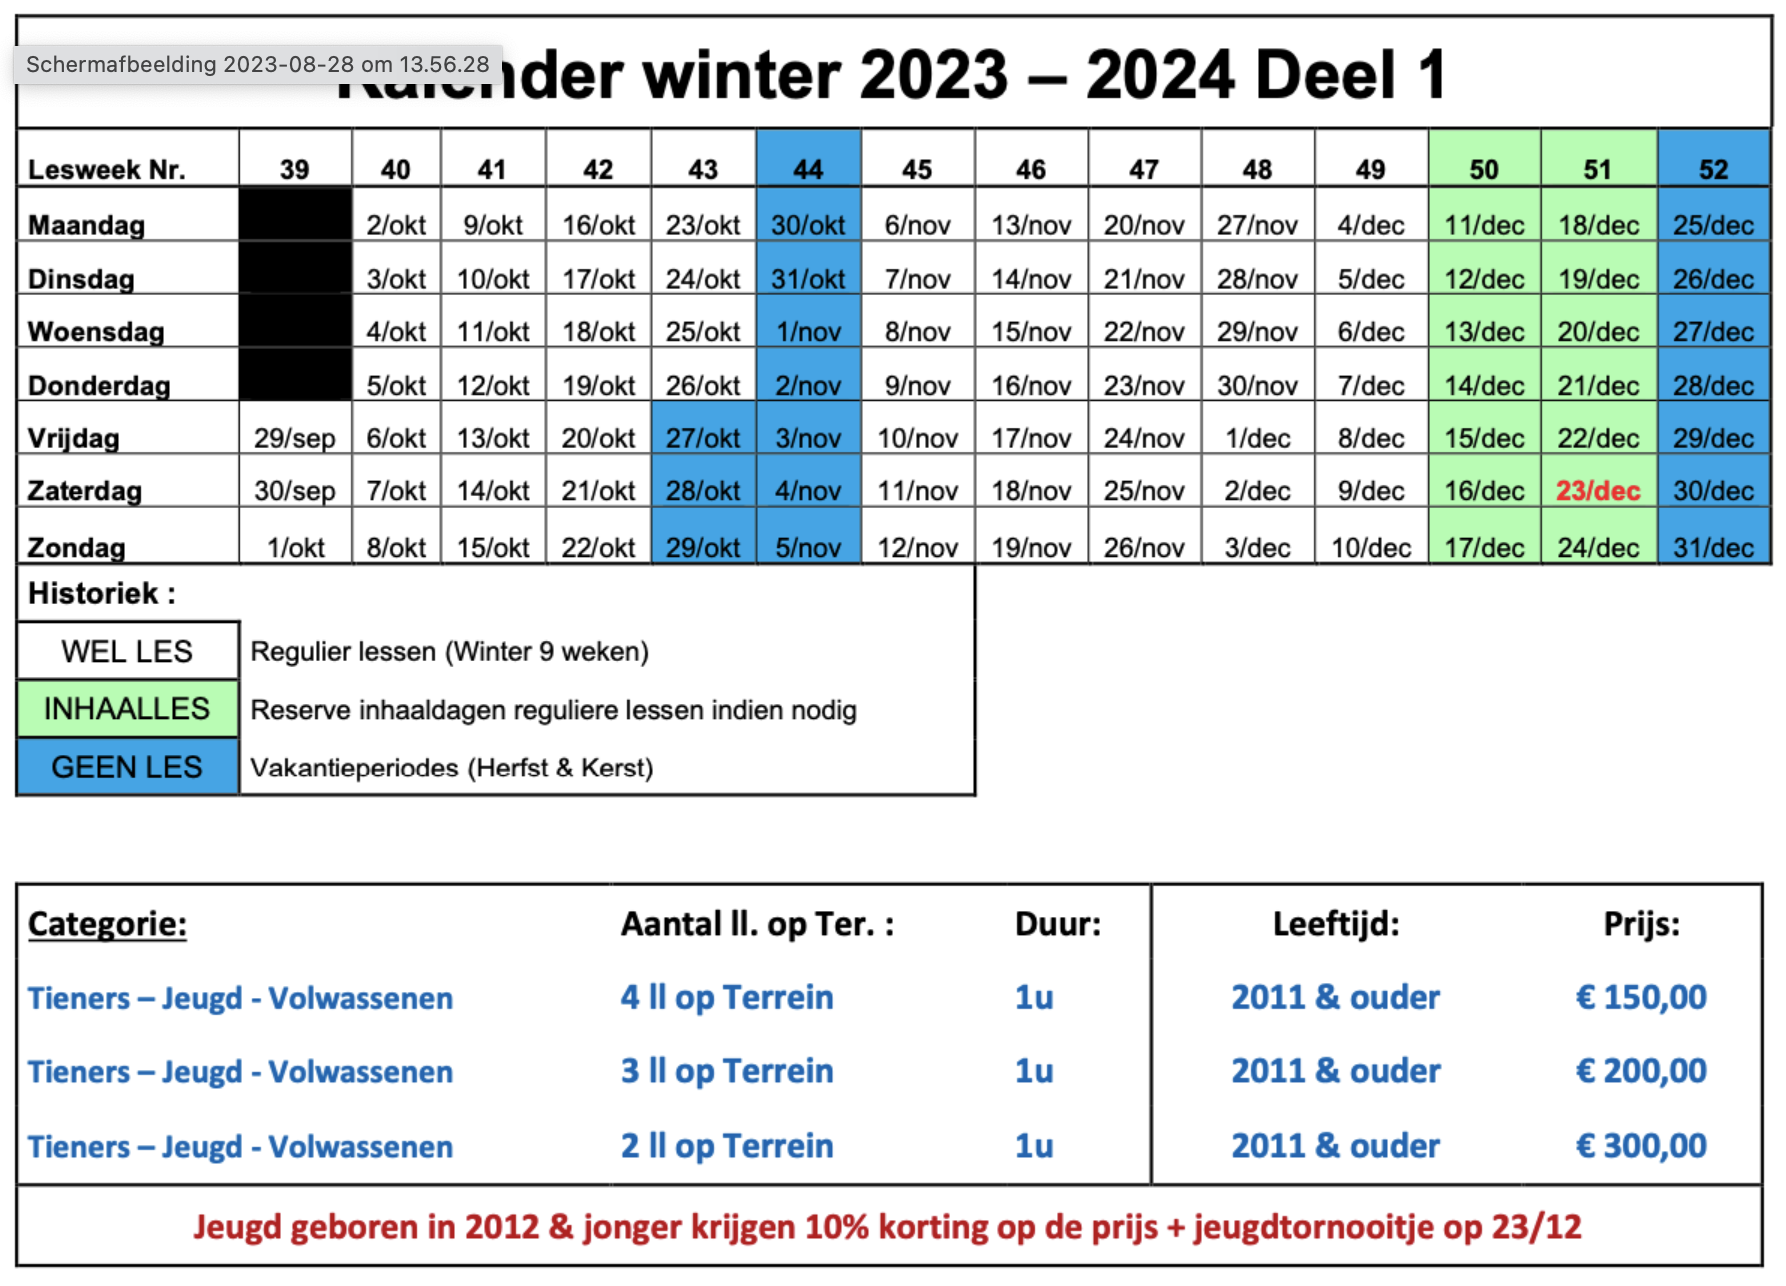 Schermafbeelding 2023-08-28 om 13.56.28
Kalender winter 2023 – 2024 Deel 1
Lesweek Nr. 39 40 41 42 43 44 45 46 47 48 49 50 51 52
Maandag 2/okt 9/okt 16/okt 23/okt 30/okt 6/nov 13/nov 20/nov 27/nov 4/dec 11/dec 18/dec 25/dec
Dinsdag 3/okt 10/okt 17/okt 24/okt 31/okt 7/nov 14/nov 21/nov 28/nov 5/dec 12/dec 19/dec 26/dec
Woensdag 4/okt 11/okt 18/okt 25/okt 1/nov 8/nov 15/nov 22/nov 29/nov 6/dec 13/dec 20/dec 27/dec
Donderdag 5/okt 12/okt 19/okt 26/okt 2/nov 9/nov 16/nov 23/nov 30/nov 7/dec 14/dec 21/dec 28/dec
Vrijdag 29/sep 6/okt 13/okt 20/okt 27/okt 3/nov 10/nov 17/nov 24/nov 1/dec 8/dec 15/dec 22/dec 29/dec
Zaterdag 30/sep 7/okt 14/okt 21/okt 28/okt 4/nov 11/nov 18/nov 25/nov 2/dec 9/dec 16/dec 23/dec 30/dec
Zondag 1/okt 8/okt 15/okt 22/okt 29/okt 5/nov 12/nov 19/nov 26/nov 3/dec 10/dec 17/dec 24/dec 31/dec
Historiek :
WEL LES Regulier lessen (Winter 9 weken)
INHAALLES Reserve inhaaldagen reguliere lessen indien nodig
GEEN LES Vakantieperiodes (Herfst & Kerst)
Categorie: Aantal ll. op Ter. : Duur: Leeftijd: Prijs:
Tieners – Jeugd - Volwassenen 4 ll op Terrein 1u 2011 & ouder € 150,00
Tieners – Jeugd - Volwassenen 3 ll op Terrein 1u 2011 & ouder € 200,00
Tieners – Jeugd - Volwassenen 2 ll op Terrein 1u 2011 & ouder € 300,00
Jeugd geboren in 2012 & jonger krijgen 10% korting op de prijs + jeugdtornooitje op 23/12